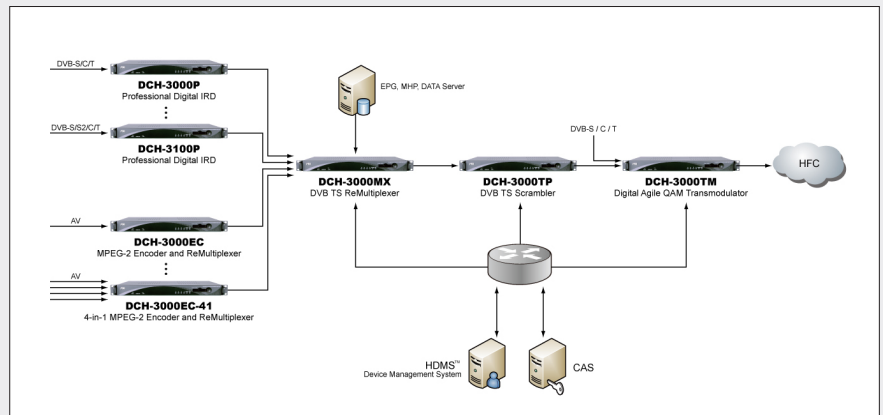 DVB-S/C/T
DCH-3000P
Professional Digital IRD
DVB-S/S2/C/T
DCH-3100P
Professional Digital IRD
AV
DCH-3000EC
MPEG-2 Encoder and ReMultiplexer
AV
DCH-3000EC-41
4-in-1 MPEG-2 Encoder and ReMultiplexer
EPG, MHP, DATA Server
DCH-3000MX
DVB TS ReMultiplexer
DCH-3000TP
DVB TS Scrambler
DVB-S / C / T
DCH-3000TM
Digital Agile QAM Transmodulator
HFC
HDMS™
Device Management System
CAS